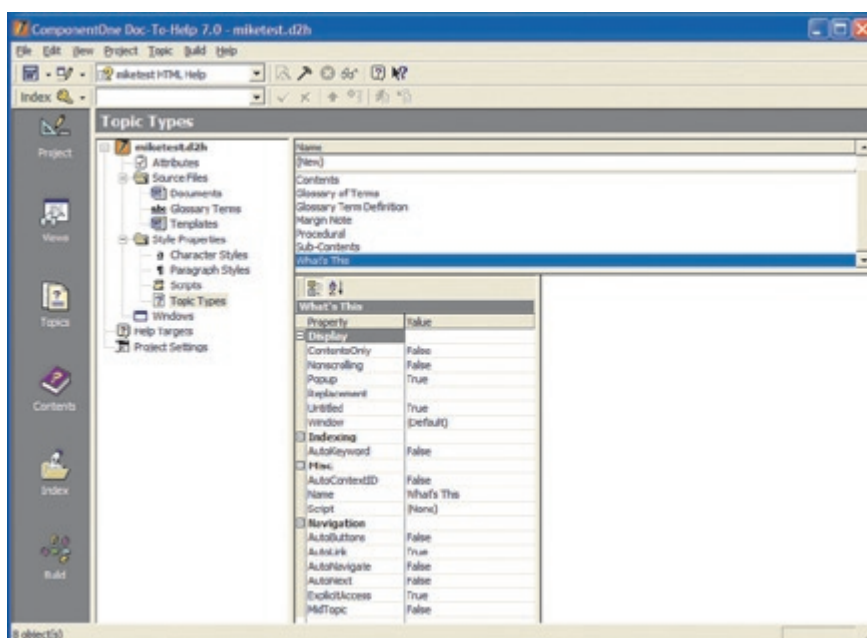 ComponentOne Doc-To-Help 7.0 - miketest.d2h
File Edit View Project Topic Build Help
miketest HTML Help
Index
Topic Types
Project
Views
Topics
Contents
Index
Build
miketest.d2h
Attributes
Source Files
Documents
abc Glossary Terms
Templates
Style Properties
a Character Styles
¶ Paragraph Styles
Scripts
Topic Types
Windows
Help Targets
Project Settings
Name
(New)
Contents
Glossary of Terms
Glossary Term Definition
Margin Note
Procedural
Sub-Contents
What's This
What's This
Property Value
Display
ContentsOnly False
Nonscrolling False
Popup True
Replacement
Untitled True
Window (Default)
Indexing
AutoKeyword False
Misc
AutoContextID False
Name What's This
Script (None)
Navigation
AutoButtons False
AutoLink True
AutoNavigate False
AutoNext False
ExplicitAccess True
MidTopic False
8 object(s)